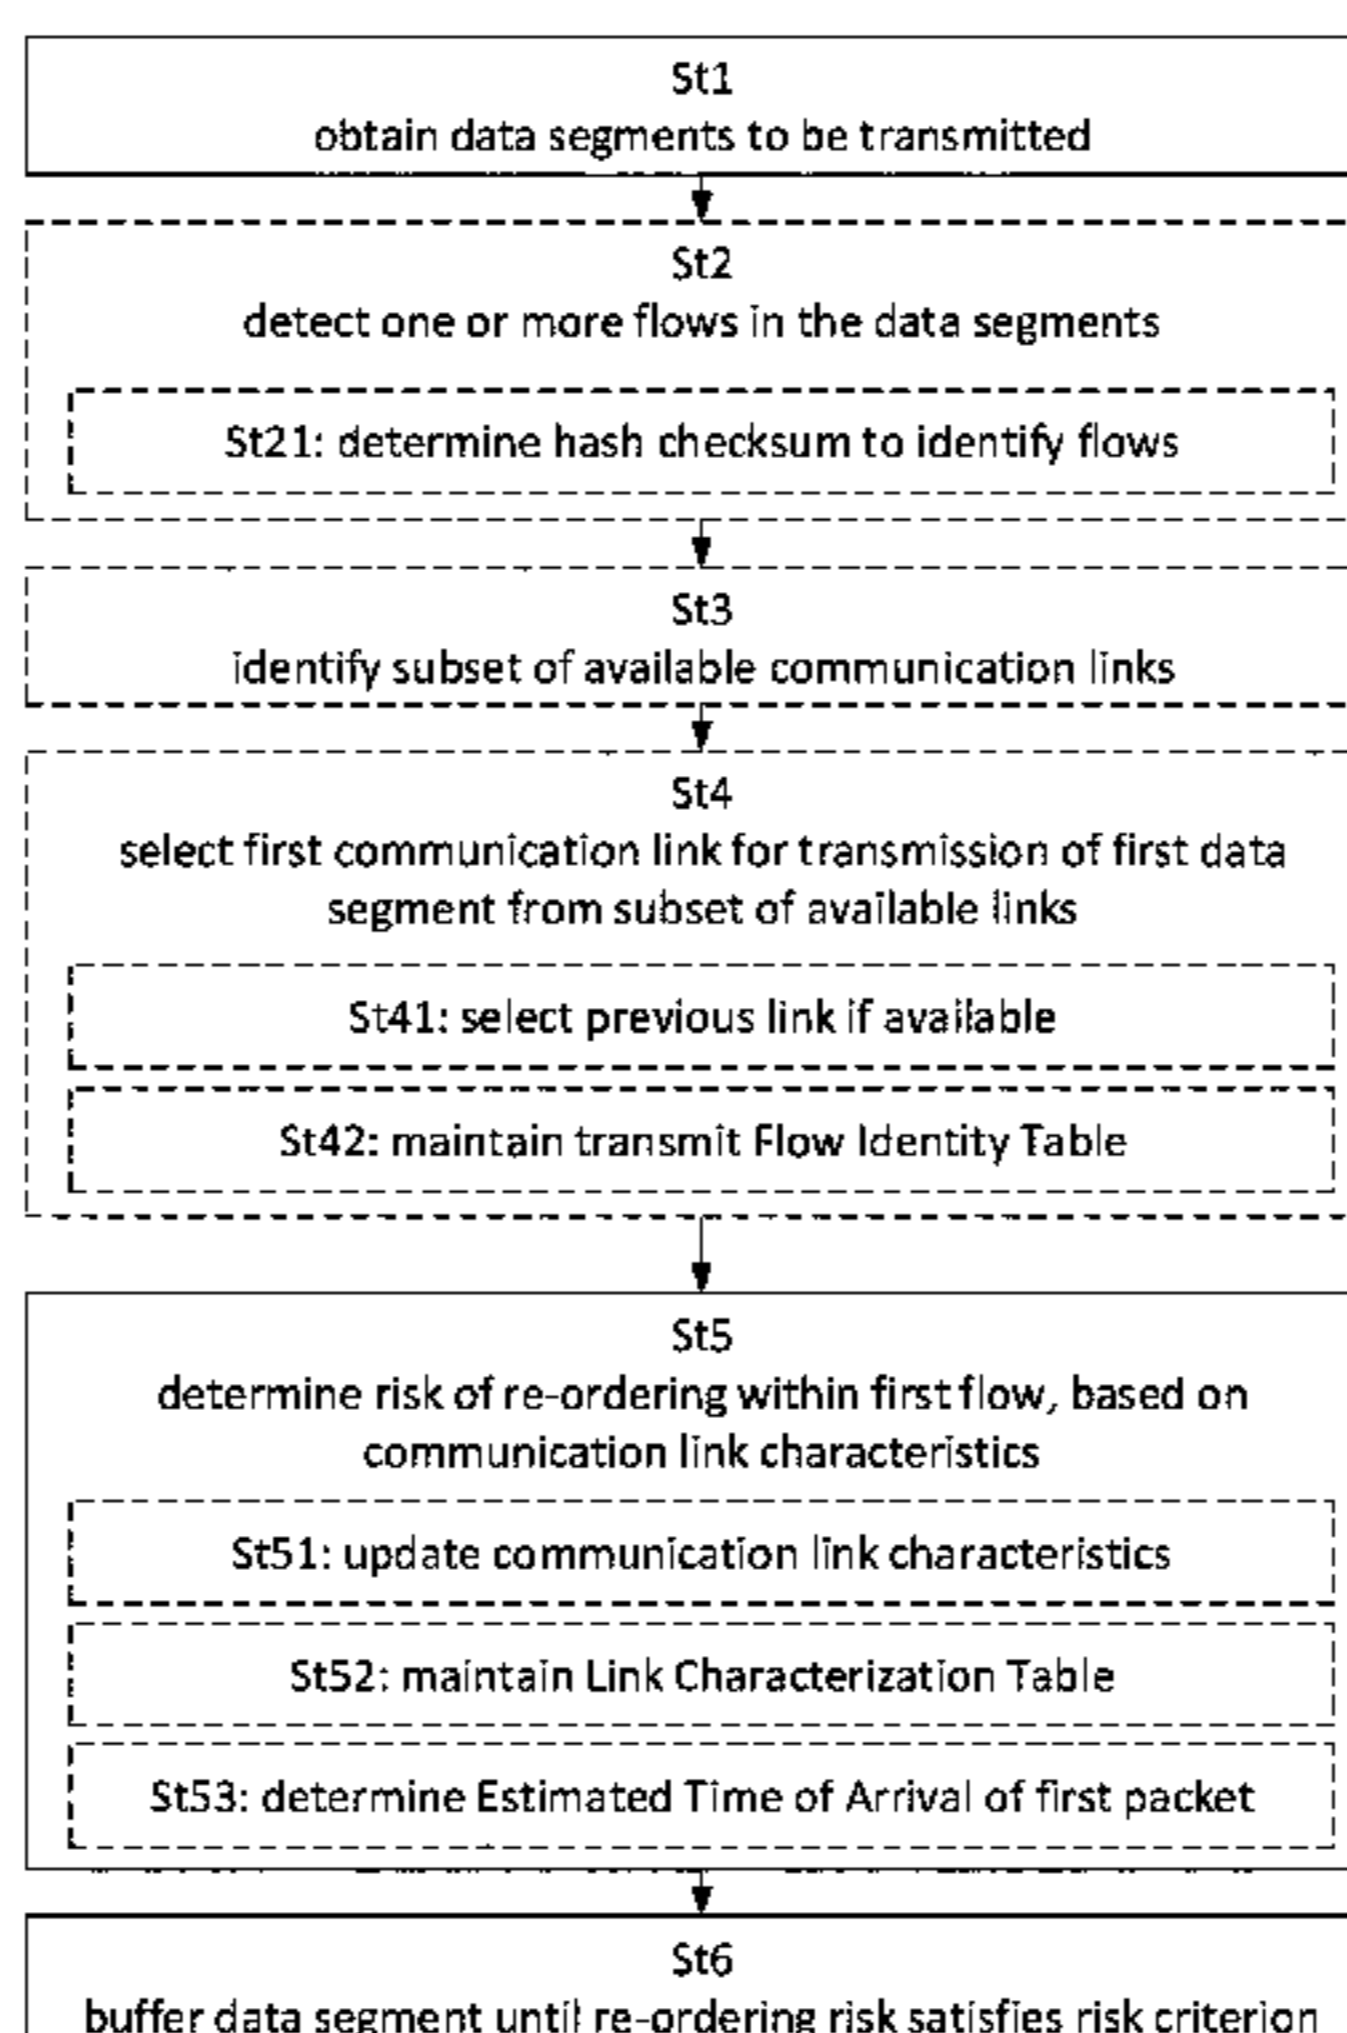 St1
obtain data segments to be transmitted
St2
detect one or more flows in the data segments
St21: determine hash checksum to identify flows
St3
identify subset of available communication links
St4
select first communication link for transmission of first data
segment from subset of available links
St41: select previous link if available
St42: maintain transmit Flow Identity Table
St5
determine risk of re-ordering within first flow, based on
communication link characteristics
St51: update communication link characteristics
St52: maintain Link Characterization Table
St53: determine Estimated Time of Arrival of first packet
St6
buffer data segment until re-ordering risk satisfies risk criterion